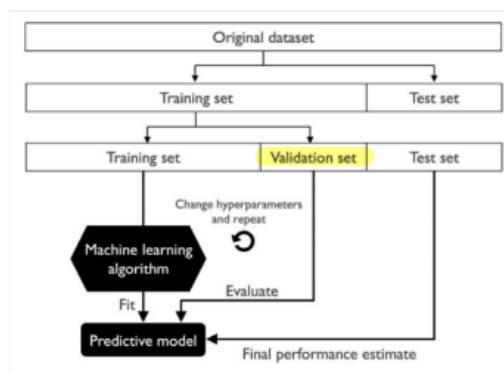 Original dataset
Training set
Test set
Training set
Validation set
Test set
Change hyperparameters
and repeat
Machine learning
algorithm
Evaluate
Fit
Predictive model
Final performance estimate